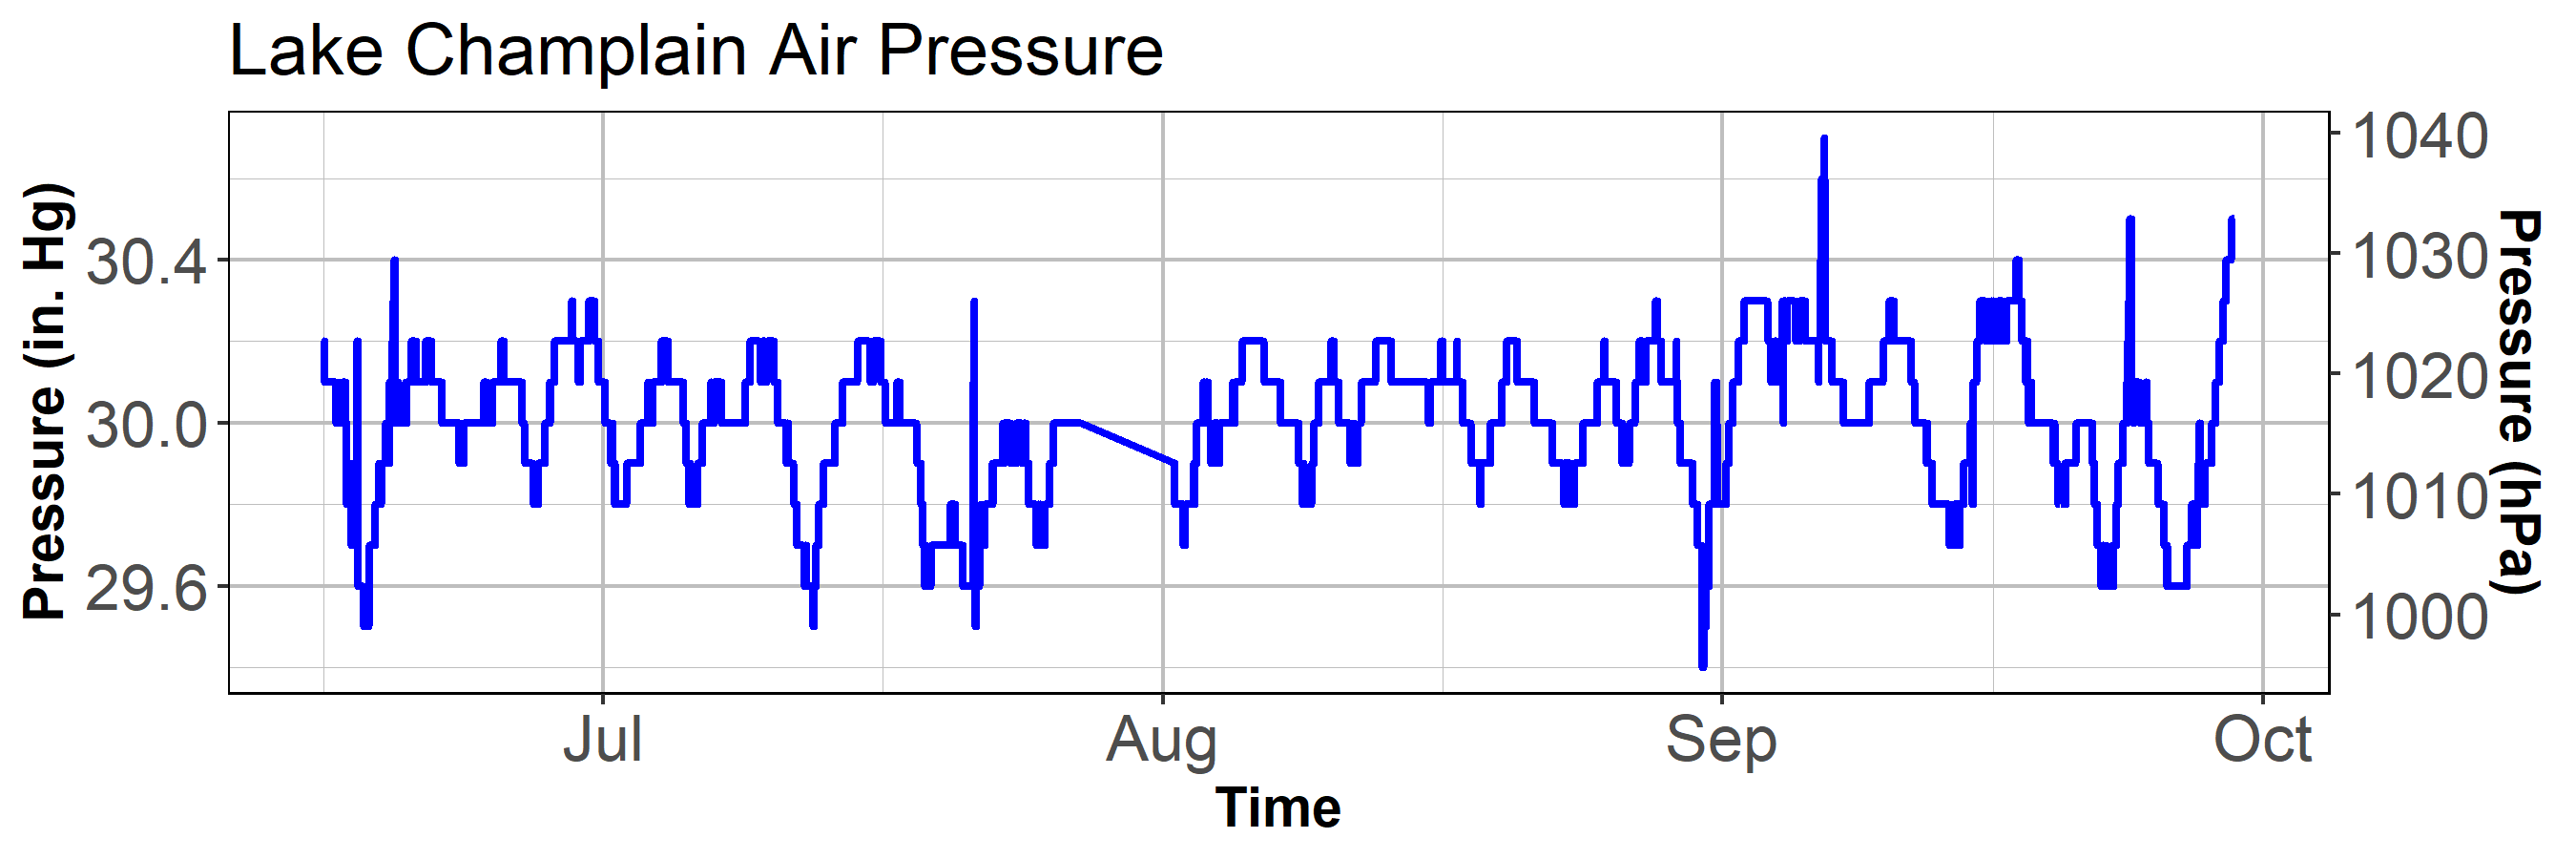 Lake Champlain Air Pressure
Pressure (in. Hg)
30.4
30.0
29.6
1040
1030
1020
1010
1000
Pressure (hPa)
Jul Aug Sep Oct
Time